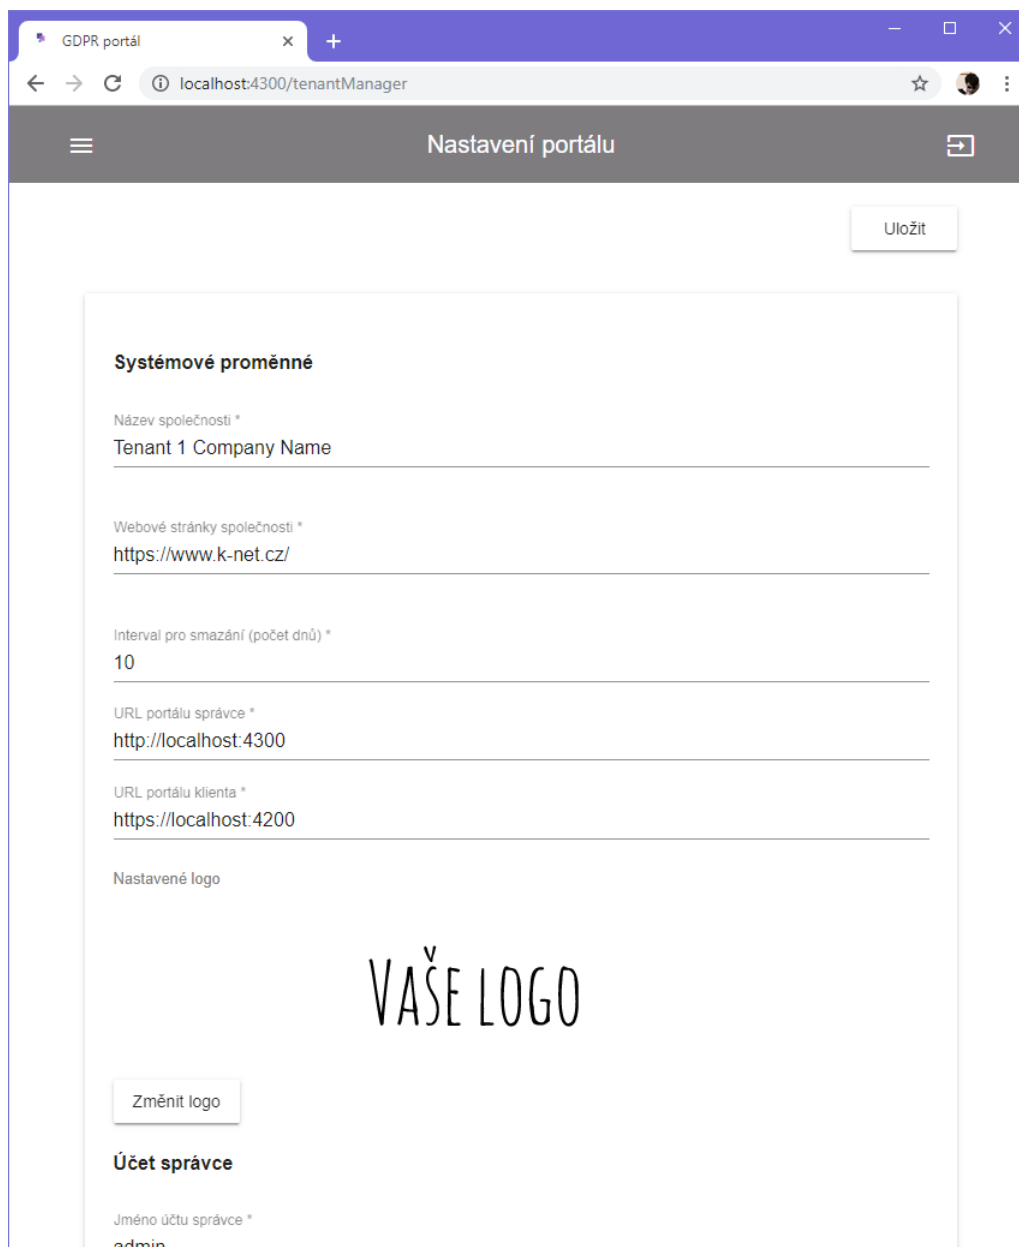 GDPR portál
localhost:4300/tenantManager
Nastavení portálu
Uložit
Systémové proměnné
Název společnosti *
Tenant 1 Company Name
Webové stránky společnosti *
https://www.k-net.cz/
Interval pro smazání (počet dnů) *
10
URL portálu správce *
http://localhost:4300
URL portálu klienta *
https://localhost:4200
Nastavené logo
VAŠE LOGO
Změnit logo
Účet správce
Jméno účtu správce *
admin